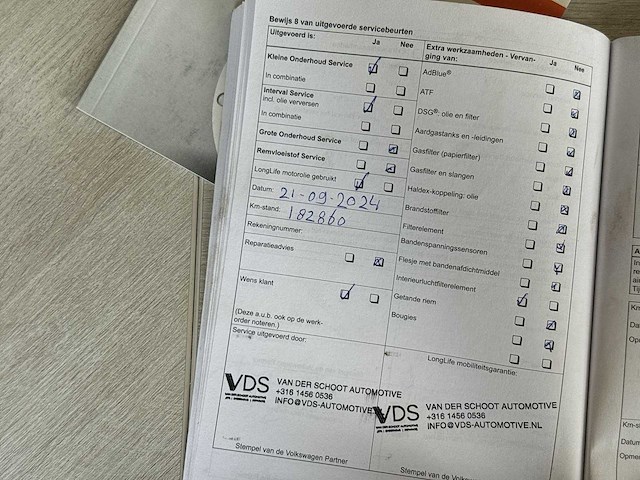 Bewijs 8 van uitgevoerde servicebeurten
Uitgevoerd is: Ja Nee
Kleine Onderhoud Service
In combinatie
Interval Service
incl. olie verversen
In combinatie
Grote Onderhoud Service
Remvloeistof Service
LongLife motorolie gebruikt
Datum: 21-09-2024
Km-stand: 182860
Rekeningnummer:
Reparatieadvies
Wens klant
(Deze a.u.b. ook op de werk-
order noteren.)
Service uitgevoerd door:
VDS
VAN DER SCHOOT AUTOMOTIVE
+316 1456 0536
INFO@VDS-AUTOMOTIVE
Stempel van de Volkswagen Partner
Extra werkzaamheden - Vervan-
ging van: Ja Nee
AdBlue®
ATF
DSG®: olie en filter
Aardgastanks en -leidingen
Gasfilter (papierfilter)
Gasfilter en slangen
Haldex-koppeling: olie
Brandstoffilter
Filterelement
Bandenspanningssensoren
Flesje met bandenafdichtmiddel
Interieurluchtfilterelement
Getande riem
Bougies
LongLife mobiliteitsgarantie:
VDS
VAN DER SCHOOT AUTOMOTIVE
+316 1456 0536
INFO@VDS-AUTOMOTIVE.NL
Stempel van de Volkswagen